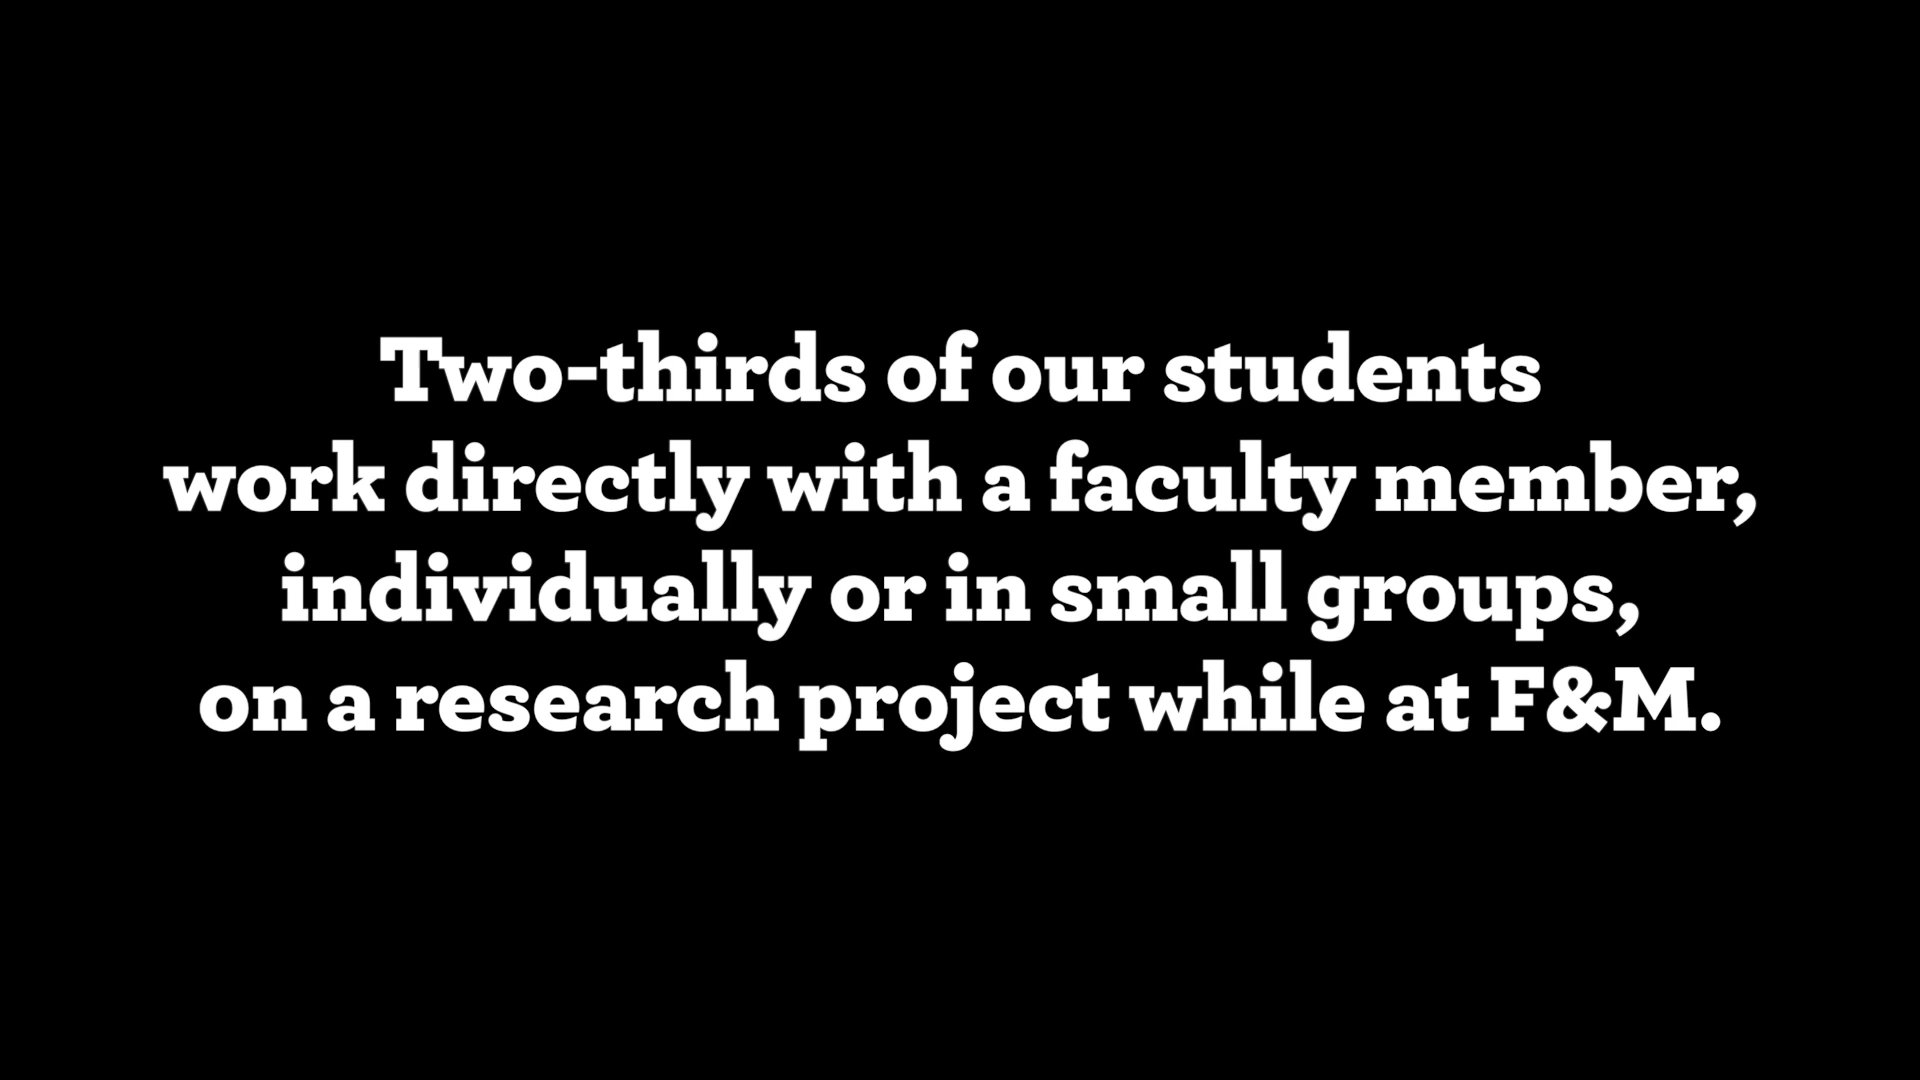 Two-thirds of our students
work directly with a faculty member,
individually or in small groups,
on a research project while at F&M.